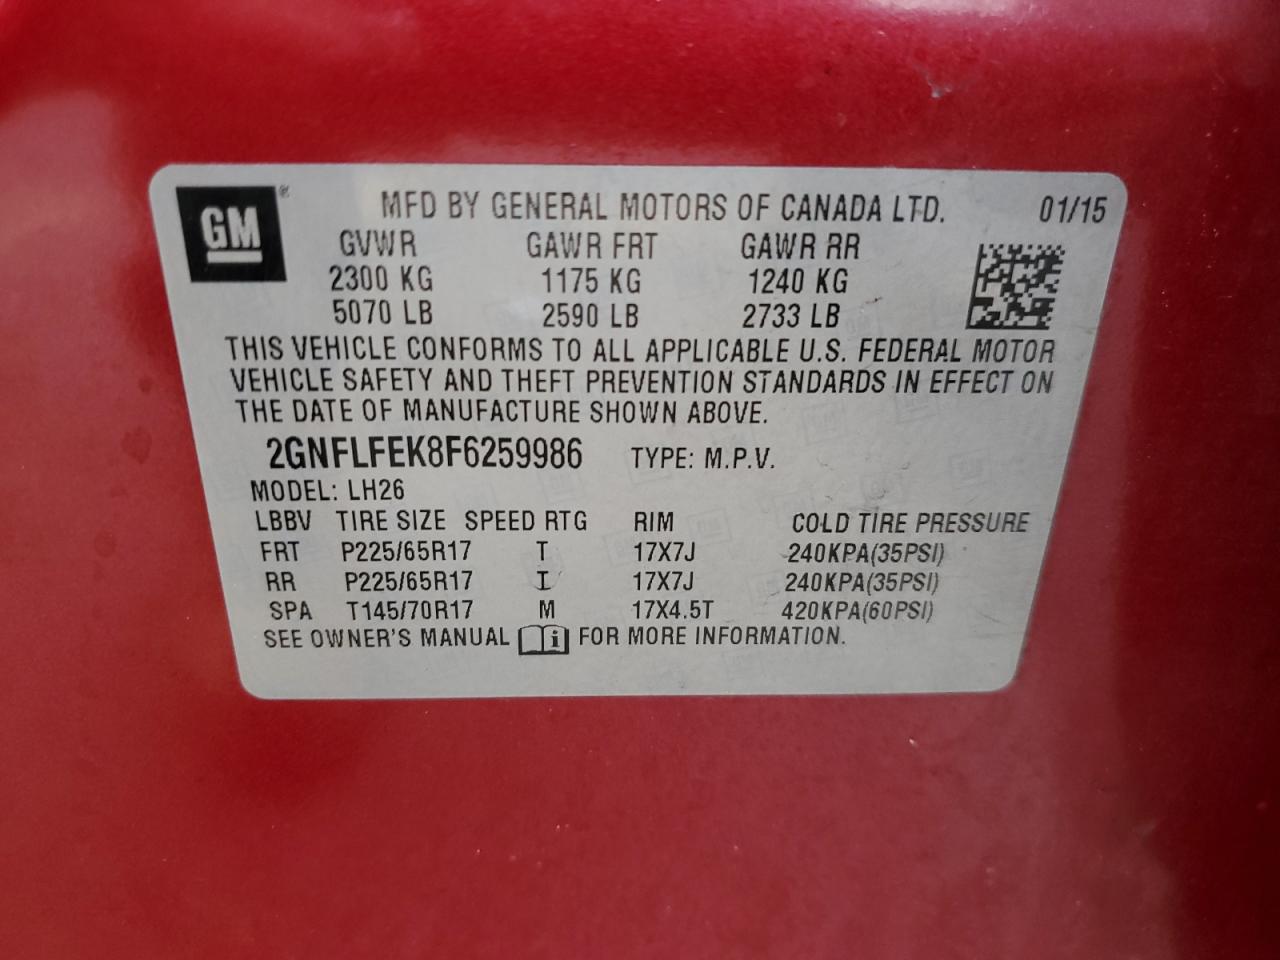 GM®
MFD BY GENERAL MOTORS OF CANADA LTD. 01/15
GVWR GAWR FRT GAWR RR
2300 KG 1175 KG 1240 KG
5070 LB 2590 LB 2733 LB
THIS VEHICLE CONFORMS TO ALL APPLICABLE U.S. FEDERAL MOTOR
VEHICLE SAFETY AND THEFT PREVENTION STANDARDS IN EFFECT ON
THE DATE OF MANUFACTURE SHOWN ABOVE.
2GNFLFEK8F6259986 TYPE: M.P.V.
MODEL: LH26
LBBV TIRE SIZE SPEED RTG RIM COLD TIRE PRESSURE
FRT P225/65R17 T 17X7J 240KPA(35PSI)
RR P225/65R17 T 17X7J 240KPA(35PSI)
SPA T145/70R17 M 17X4.5T 420KPA(60PSI)
SEE OWNER'S MANUAL i FOR MORE INFORMATION.